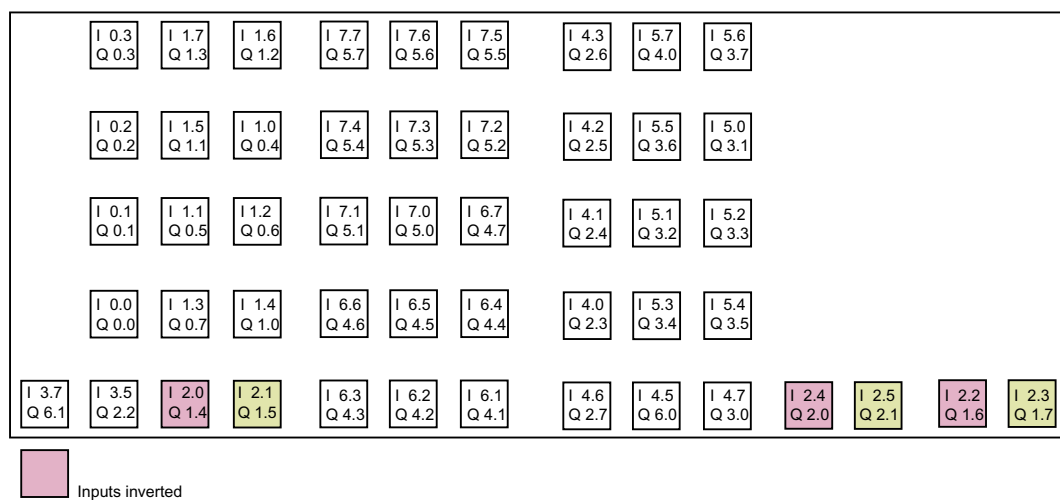 I 0.3 I 1.7 I 1.6 I 7.7 I 7.6 I 7.5 I 4.3 I 5.7 I 5.6
Q 0.3 Q 1.3 Q 1.2 Q 5.7 Q 5.6 Q 5.5 Q 2.6 Q 4.0 Q 3.7
I 0.2 I 1.5 I 1.0 I 7.4 I 7.3 I 7.2 I 4.2 I 5.5 I 5.0
Q 0.2 Q 1.1 Q 0.4 Q 5.4 Q 5.3 Q 5.2 Q 2.5 Q 3.6 Q 3.1
I 0.1 I 1.1 I 1.2 I 7.1 I 7.0 I 6.7 I 4.1 I 5.1 I 5.2
Q 0.1 Q 0.5 Q 0.6 Q 5.1 Q 5.0 Q 4.7 Q 2.4 Q 3.2 Q 3.3
I 0.0 I 1.3 I 1.4 I 6.6 I 6.5 I 6.4 I 4.0 I 5.3 I 5.4
Q 0.0 Q 0.7 Q 1.0 Q 4.6 Q 4.5 Q 4.4 Q 2.3 Q 3.4 Q 3.5
I 3.7 I 3.5 I 2.0 I 2.1 I 6.3 I 6.2 I 6.1 I 4.6 I 4.5 I 4.7 I 2.4 I 2.5 I 2.2 I 2.3
Q 6.1 Q 2.2 Q 1.4 Q 1.5 Q 4.3 Q 4.2 Q 4.1 Q 2.7 Q 6.0 Q 3.0 Q 2.0 Q 2.1 Q 1.6 Q 1.7
Inputs inverted